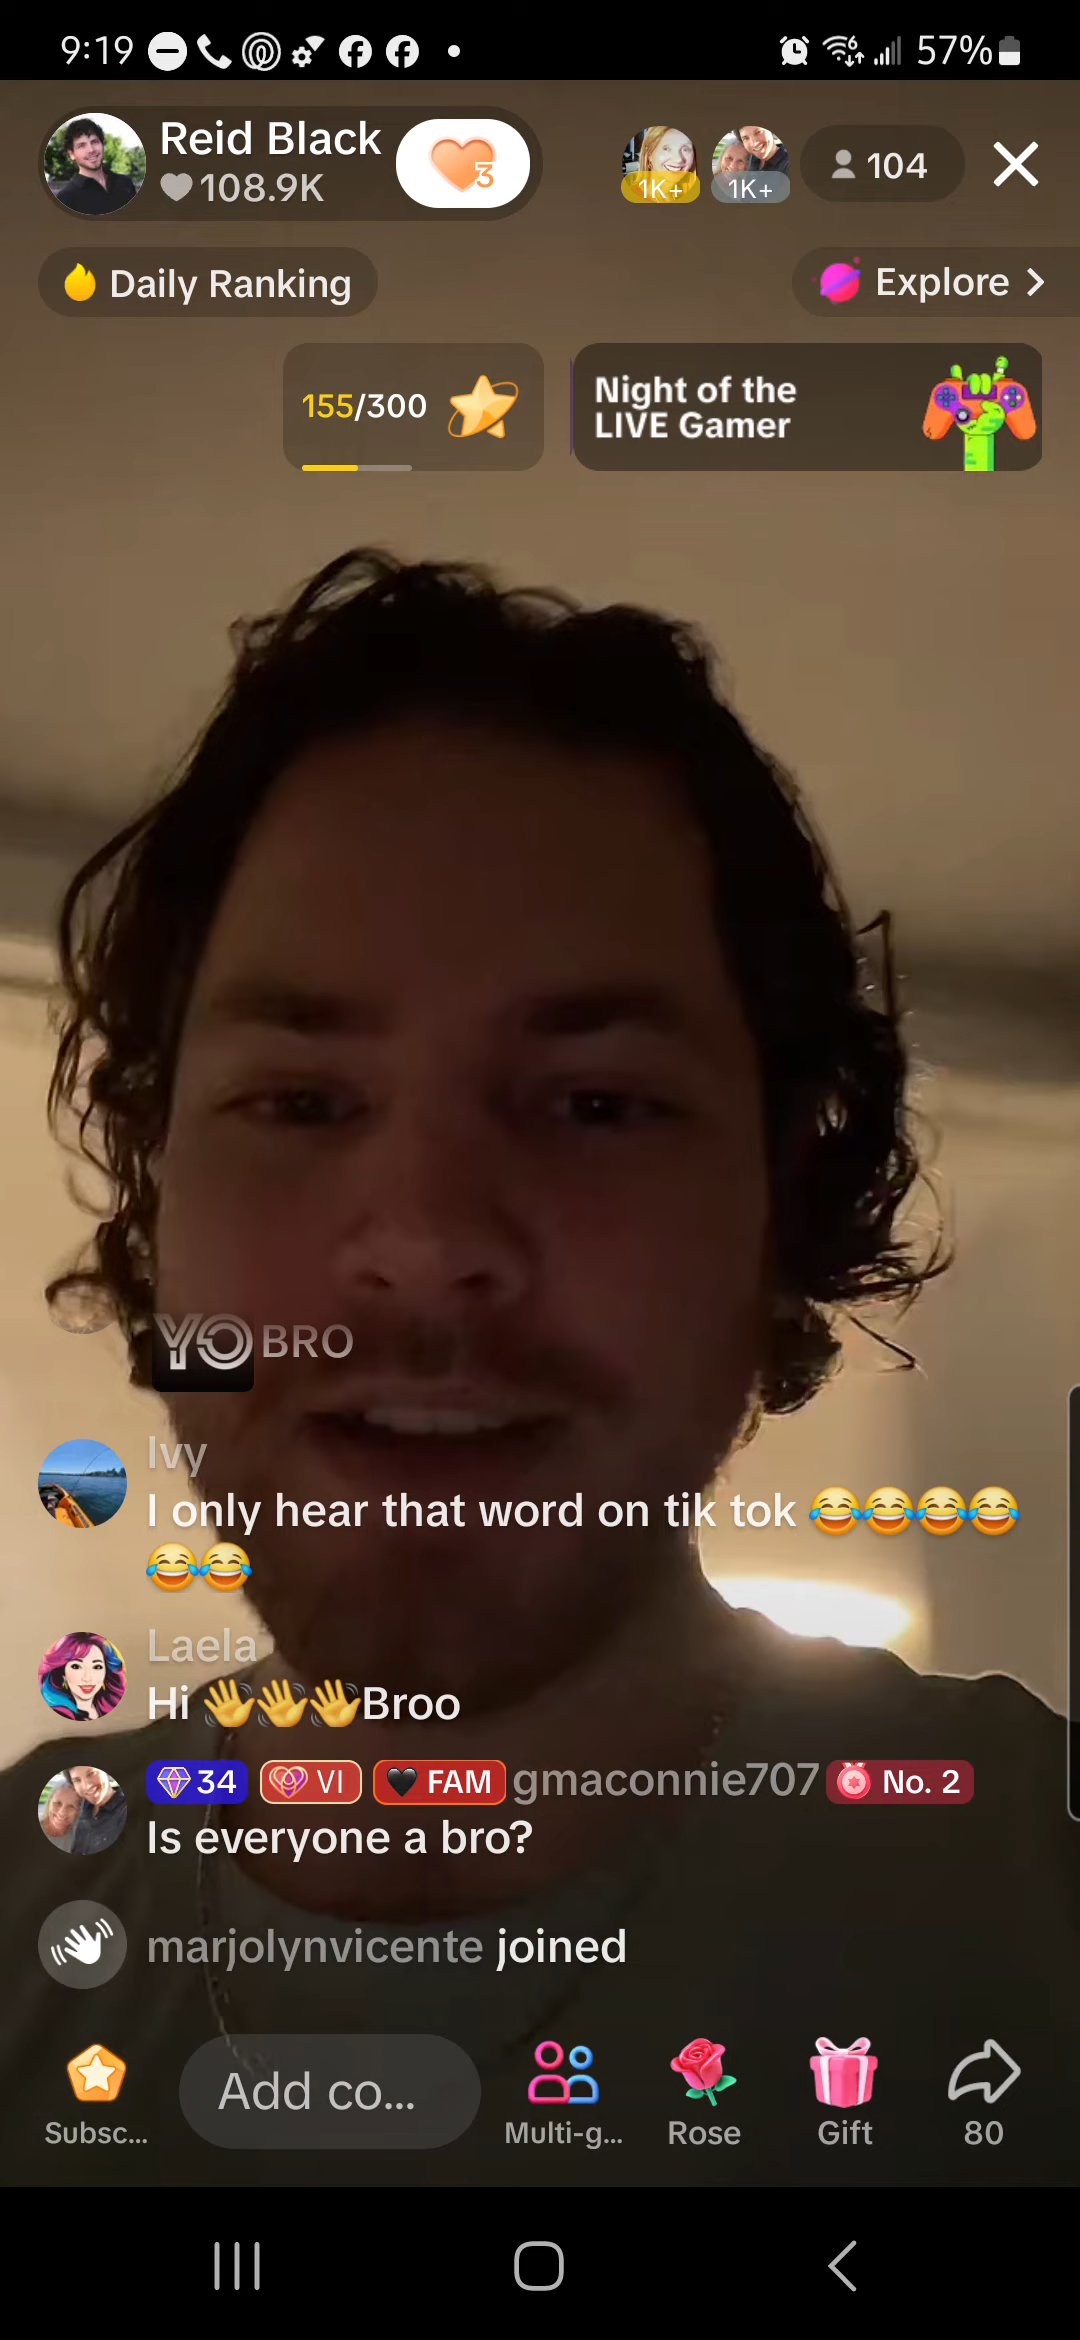 9:19 57%
Reid Black
108.9K
3
1K+ 1K+ 104
Daily Ranking Explore
155/300
Night of the
LIVE Gamer
YO BRO
Ivy
I only hear that word on tik tok 😂😂😂😂
😂😂
Laela
Hi 👋👋👋Broo
34 VI FAM gmaconnie707 No. 2
Is everyone a bro?
marjolynvicente joined
Add co...
Subsc... Multi-g... Rose Gift 80